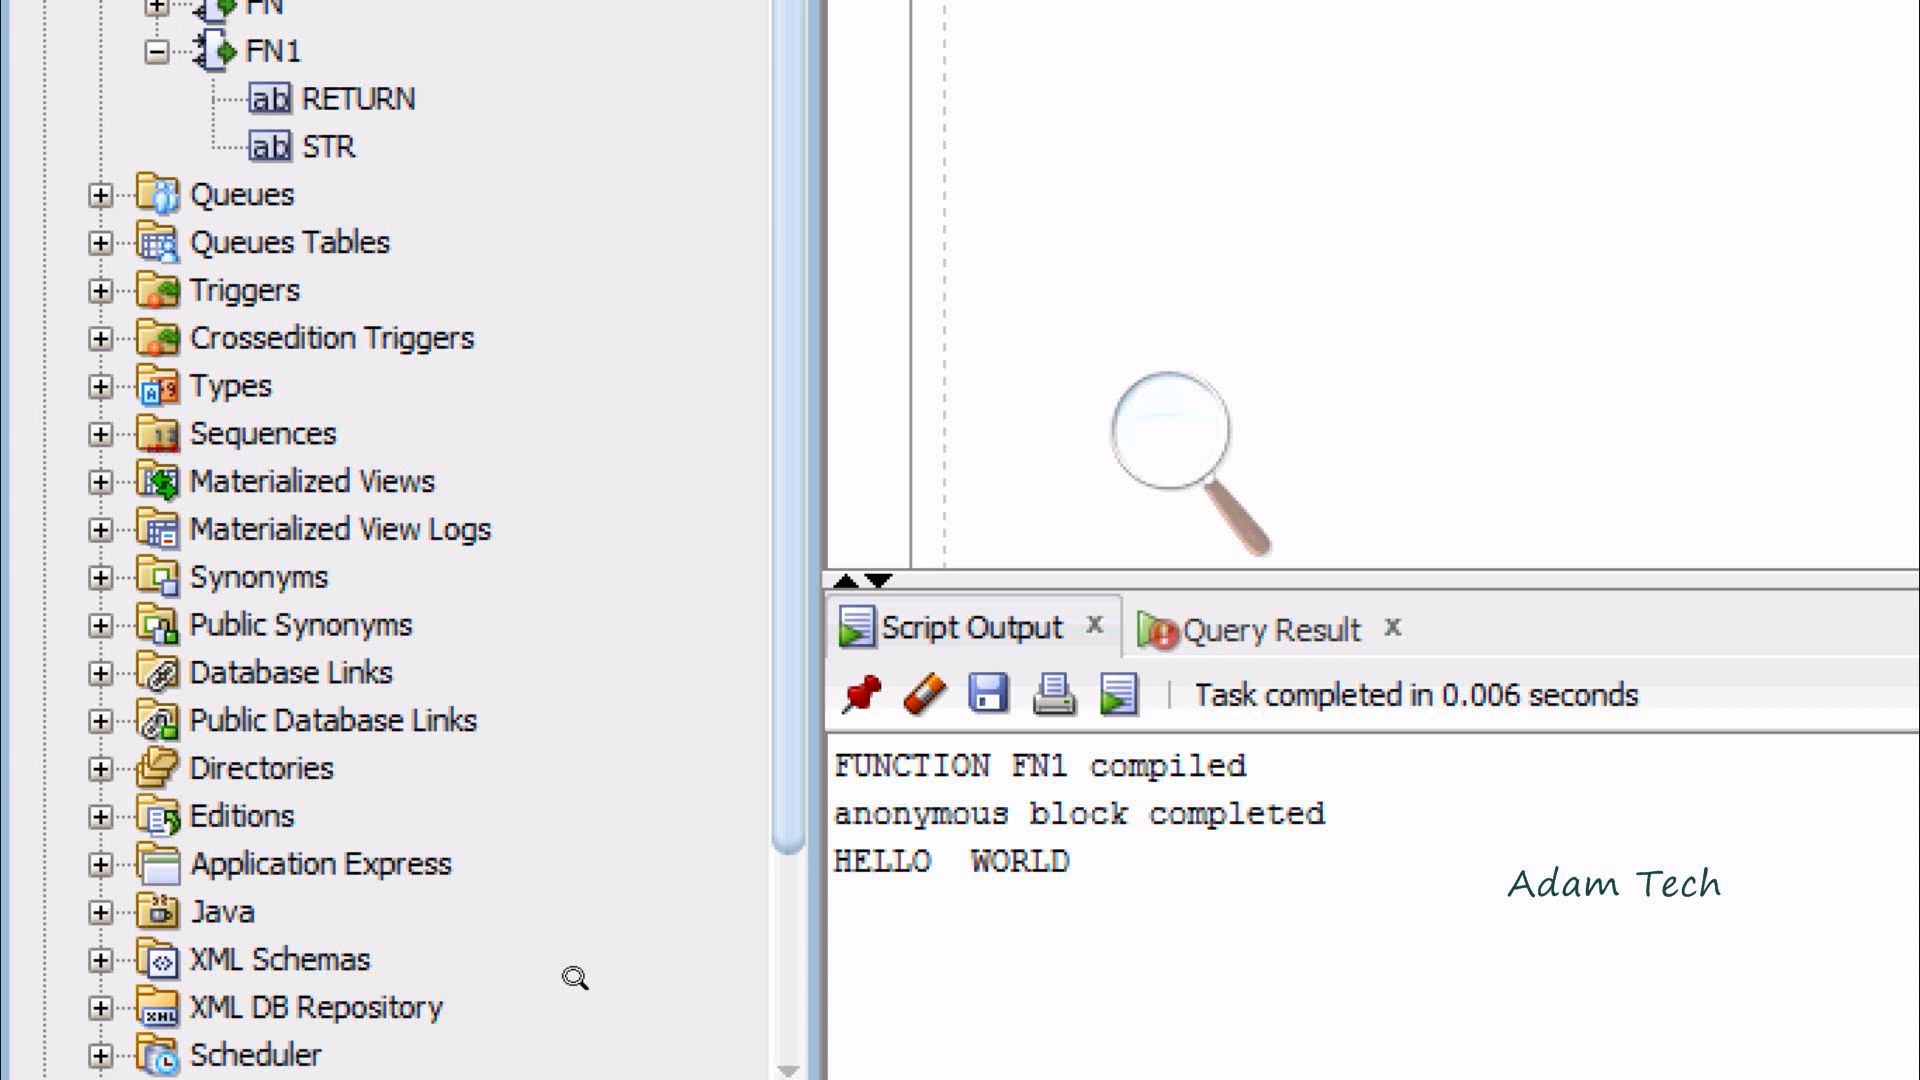 FN
FN1
RETURN
STR
Queues
Queues Tables
Triggers
Crossedition Triggers
Types
Sequences
Materialized Views
Materialized View Logs
Synonyms
Public Synonyms
Database Links
Public Database Links
Directories
Editions
Application Express
Java
XML Schemas
XML DB Repository
Scheduler
Script Output x Query Result x
Task completed in 0.006 seconds
FUNCTION FN1 compiled
anonymous block completed
HELLO  WORLD
Adam Tech